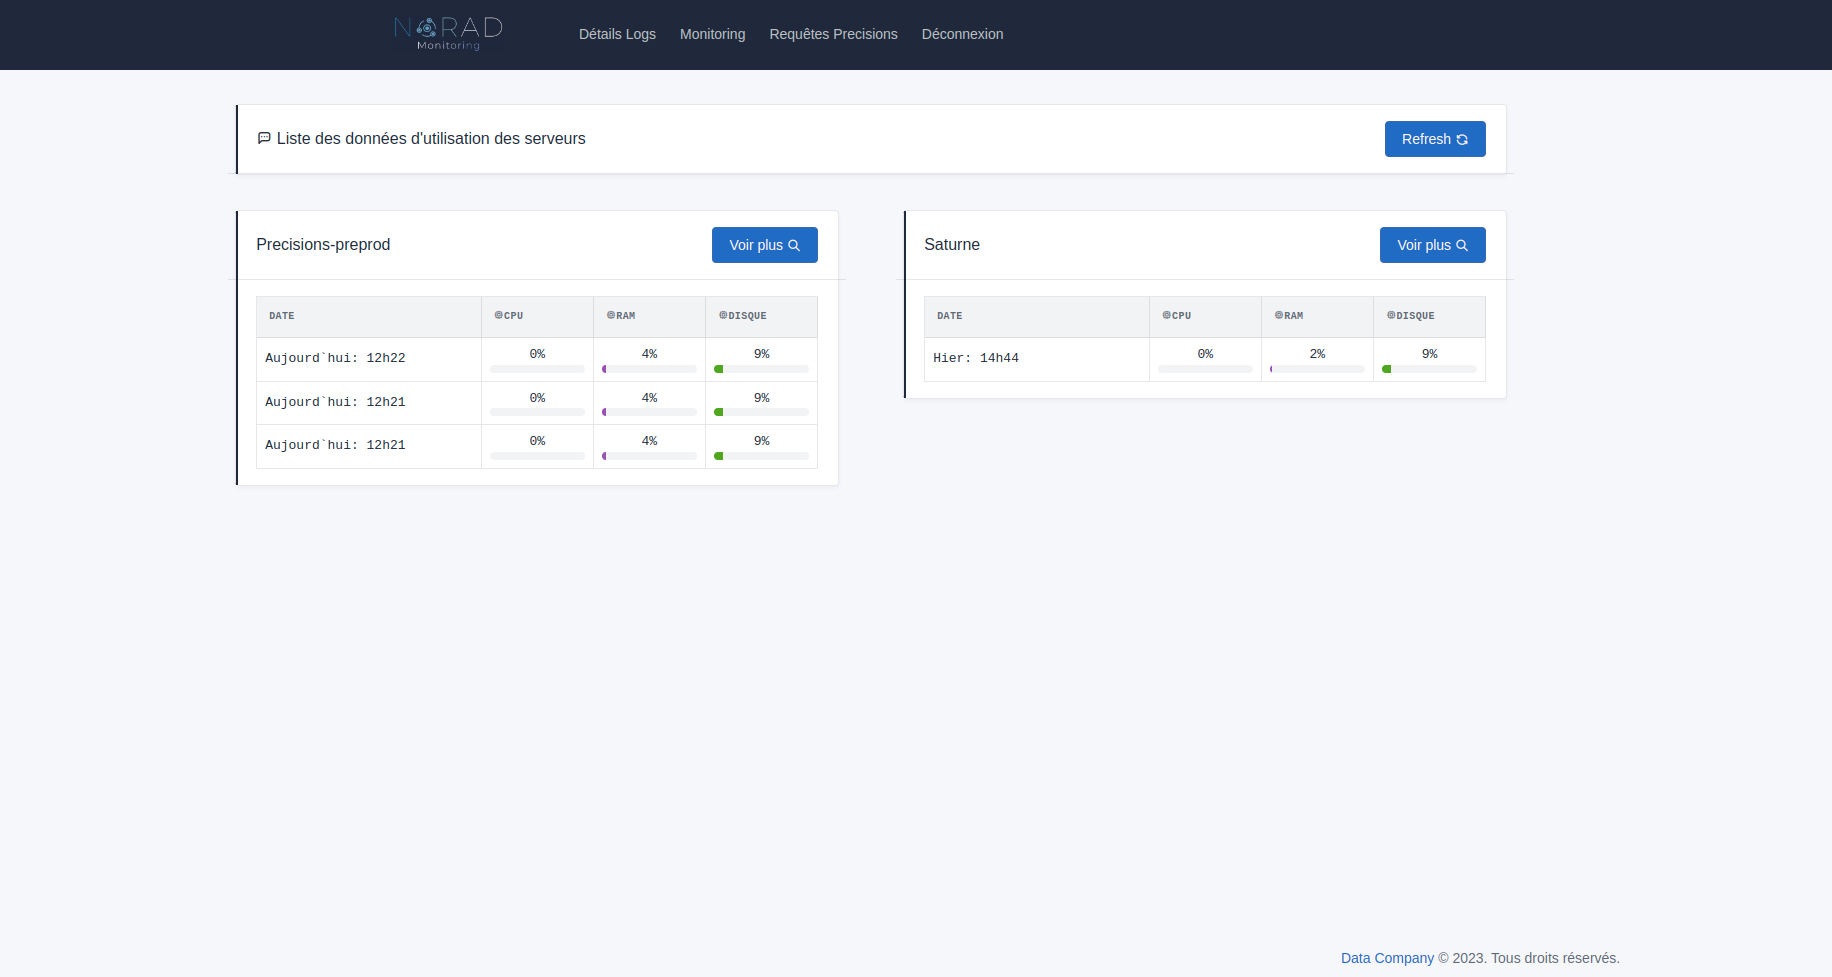 NORAD
Monitoring
Détails Logs Monitoring Requêtes Precisions Déconnexion
Liste des données d'utilisation des serveurs Refresh
Precisions-preprod Voir plus
DATE CPU RAM DISQUE
Aujourd`hui: 12h22 0% 4% 9%
Aujourd`hui: 12h21 0% 4% 9%
Aujourd`hui: 12h21 0% 4% 9%
Saturne Voir plus
DATE CPU RAM DISQUE
Hier: 14h44 0% 2% 9%
Data Company © 2023. Tous droits réservés.